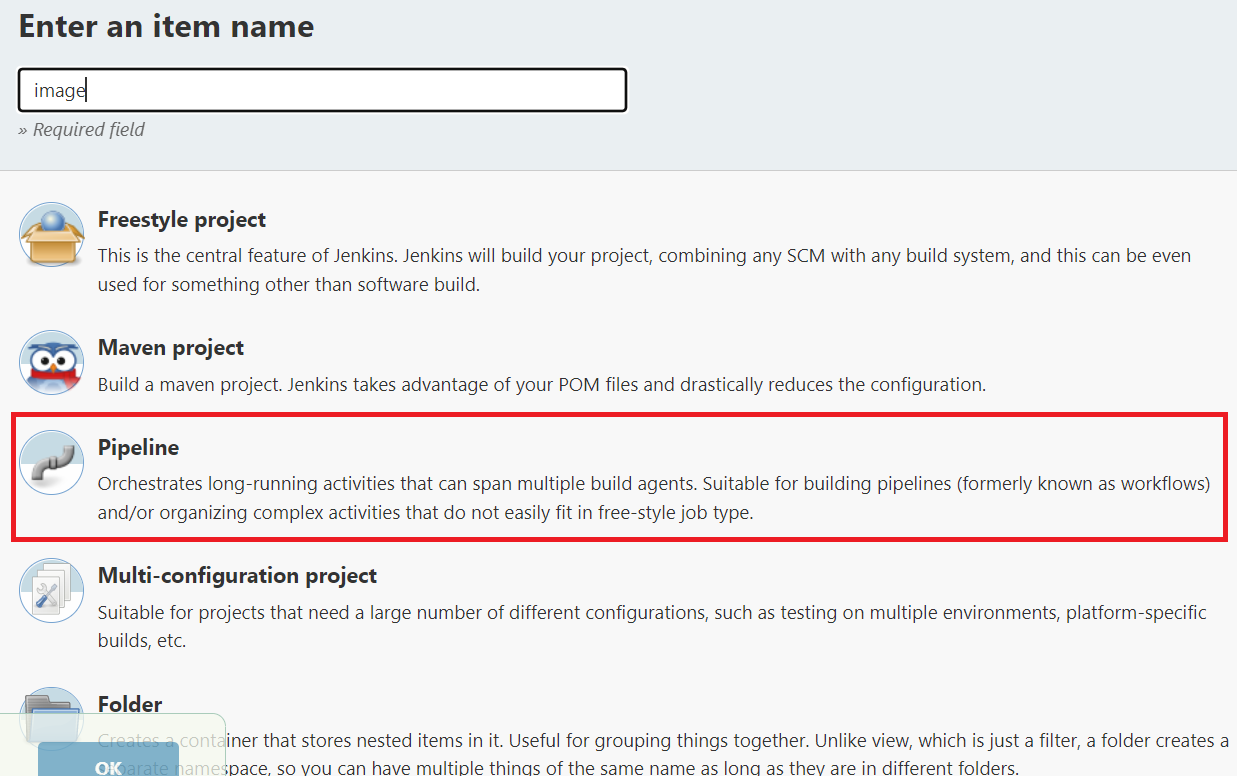 Enter an item name
image
» Required field
Freestyle project
This is the central feature of Jenkins. Jenkins will build your project, combining any SCM with any build system, and this can be even
used for something other than software build.
Maven project
Build a maven project. Jenkins takes advantage of your POM files and drastically reduces the configuration.
Pipeline
Orchestrates long-running activities that can span multiple build agents. Suitable for building pipelines (formerly known as workflows)
and/or organizing complex activities that do not easily fit in free-style job type.
Multi-configuration project
Suitable for projects that need a large number of different configurations, such as testing on multiple environments, platform-specific
builds, etc.
Folder
Creates a container that stores nested items in it. Useful for grouping things together. Unlike view, which is just a filter, a folder creates a
separate namespace, so you can have multiple things of the same name as long as they are in different folders.
OK